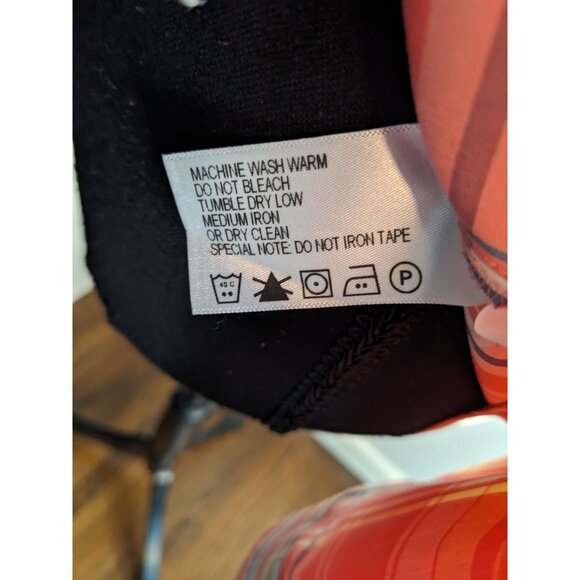 MACHINE WASH WARM
DO NOT BLEACH
TUMBLE DRY LOW
MEDIUM IRON
OR DRY CLEAN
SPECIAL NOTE: DO NOT IRON TAPE
40 C P